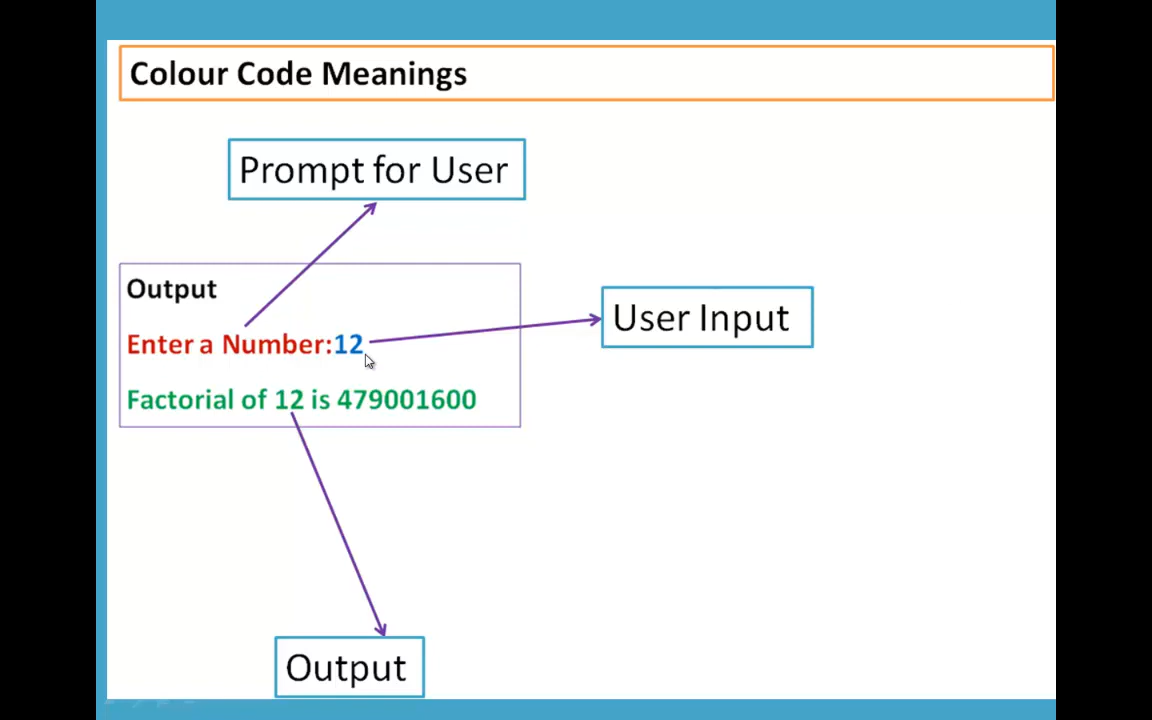 Colour Code Meanings
Prompt for User
Output
Enter a Number:12
User Input
Factorial of 12 is 479001600
Output